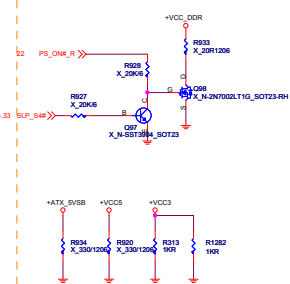 +VCC_DDR
R933
X_20R1206
22 PS_ON#_R
R928
X_20K/6
D
Q98
G
X_N-2N7002LT1G_SOT23-RH
S
R927
X_20K/6
C
,33 SLP_S4#
B
E
Q97
X_N-SST3904_SOT23
+ATX_5VSB
+VCC5
+VCC3
R934
X_330/1206
R920
X_330/1206
R313
1KR
R1282
1KR